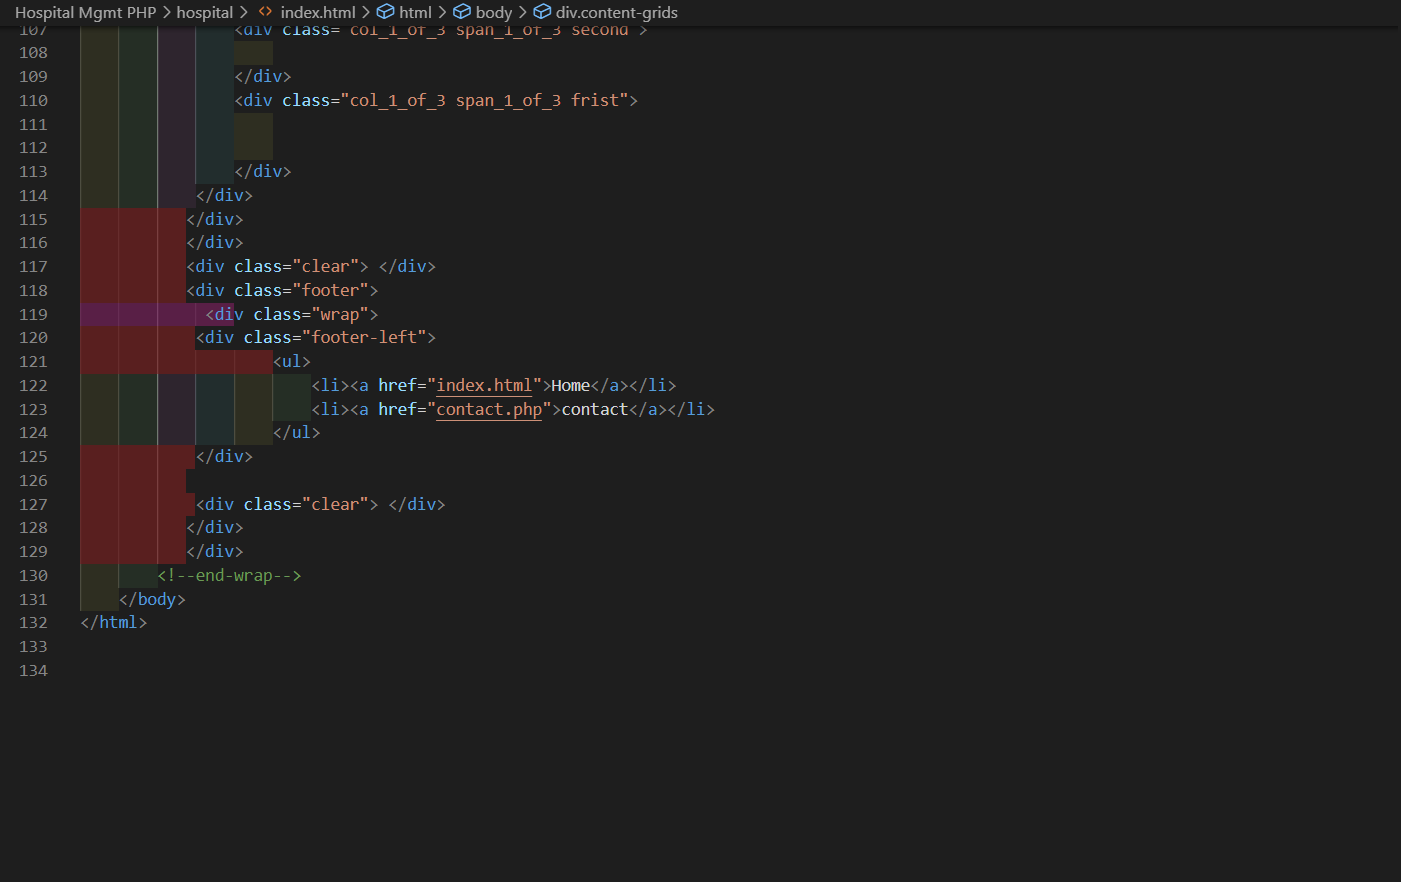 Hospital Mgmt PHP > hospital > <> index.html > html > body > div.content-grids
107 <div class="col_1_of_3 span_1_of_3 second">
108
109 </div>
110 <div class="col_1_of_3 span_1_of_3 frist">
111
112
113 </div>
114 </div>
115 </div>
116 </div>
117 <div class="clear"> </div>
118 <div class="footer">
119 <div class="wrap">
120 <div class="footer-left">
121 <ul>
122 <li><a href="index.html">Home</a></li>
123 <li><a href="contact.php">contact</a></li>
124 </ul>
125 </div>
126
127 <div class="clear"> </div>
128 </div>
129 </div>
130 <!--end-wrap-->
131 </body>
132 </html>
133
134